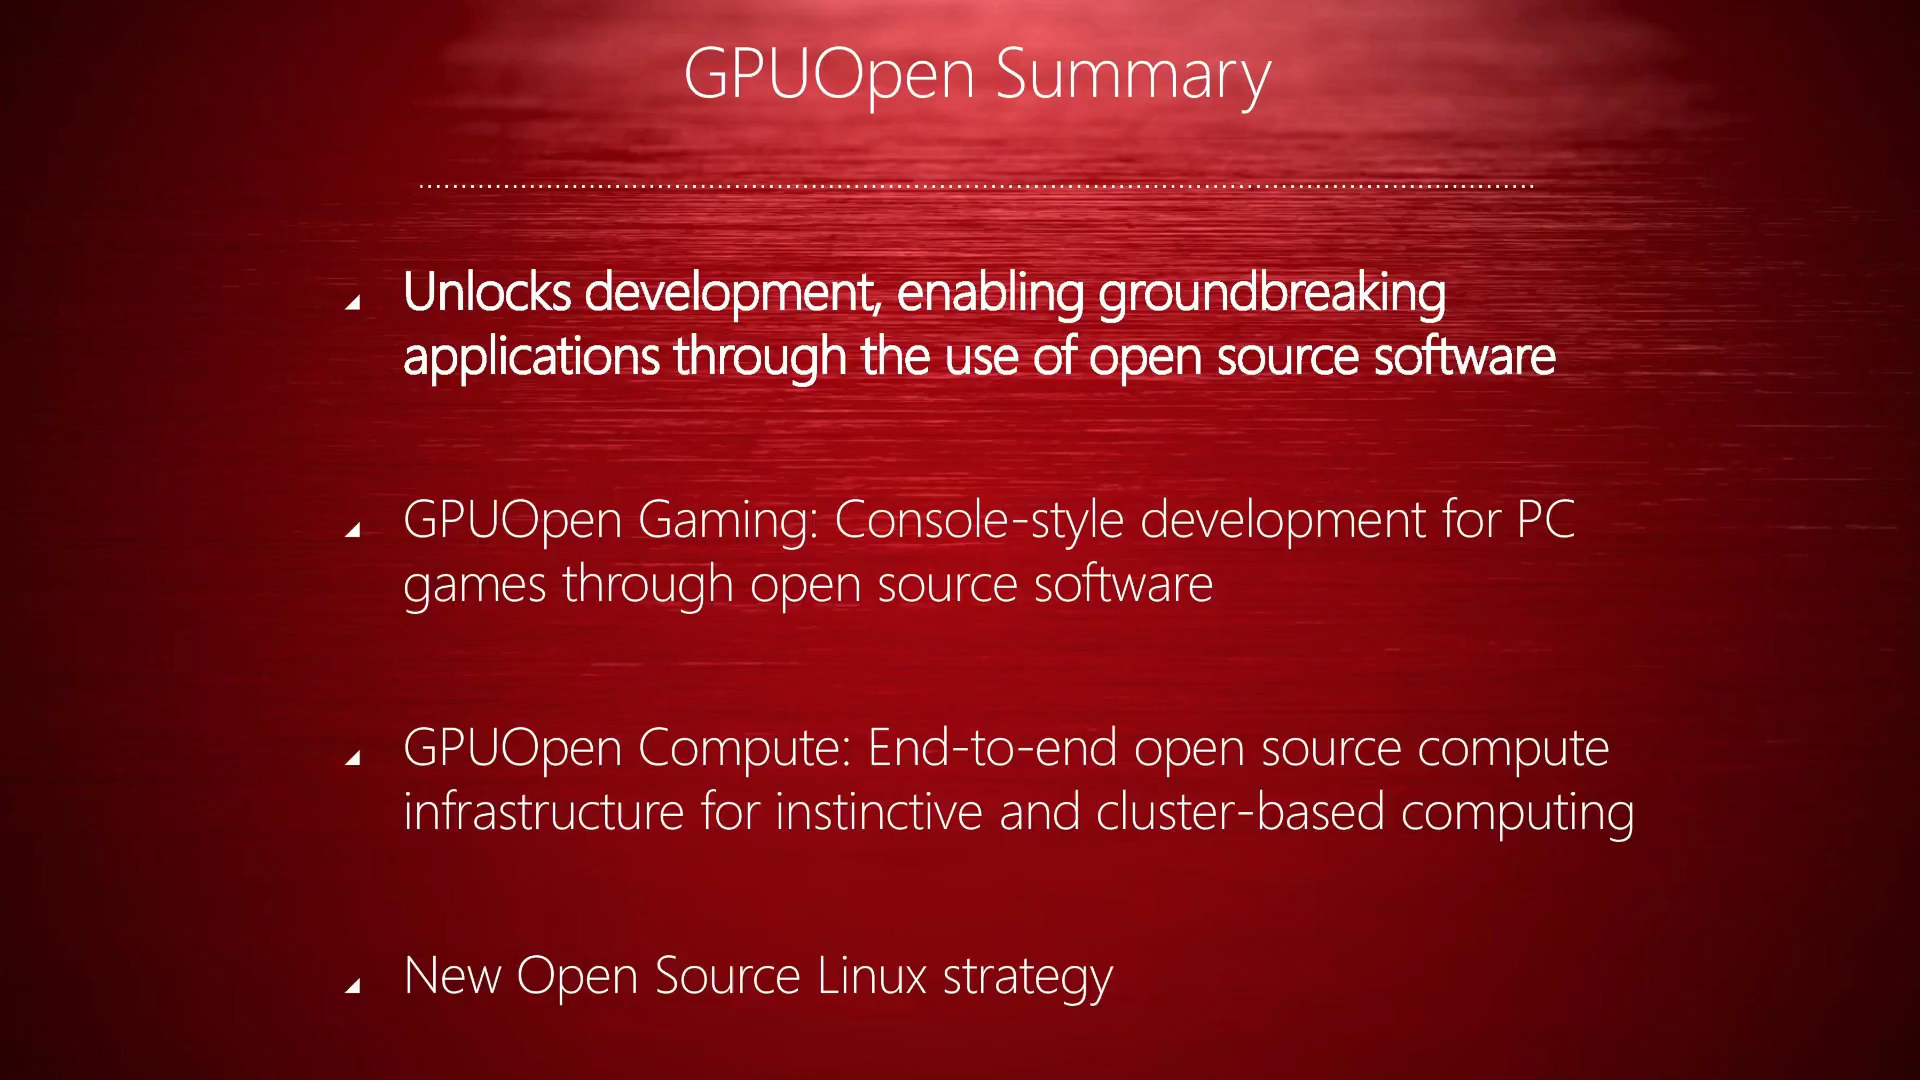 GPUOpen Summary
Unlocks development, enabling groundbreaking
applications through the use of open source software
GPUOpen Gaming: Console-style development for PC
games through open source software
GPUOpen Compute: End-to-end open source compute
infrastructure for instinctive and cluster-based computing
New Open Source Linux strategy